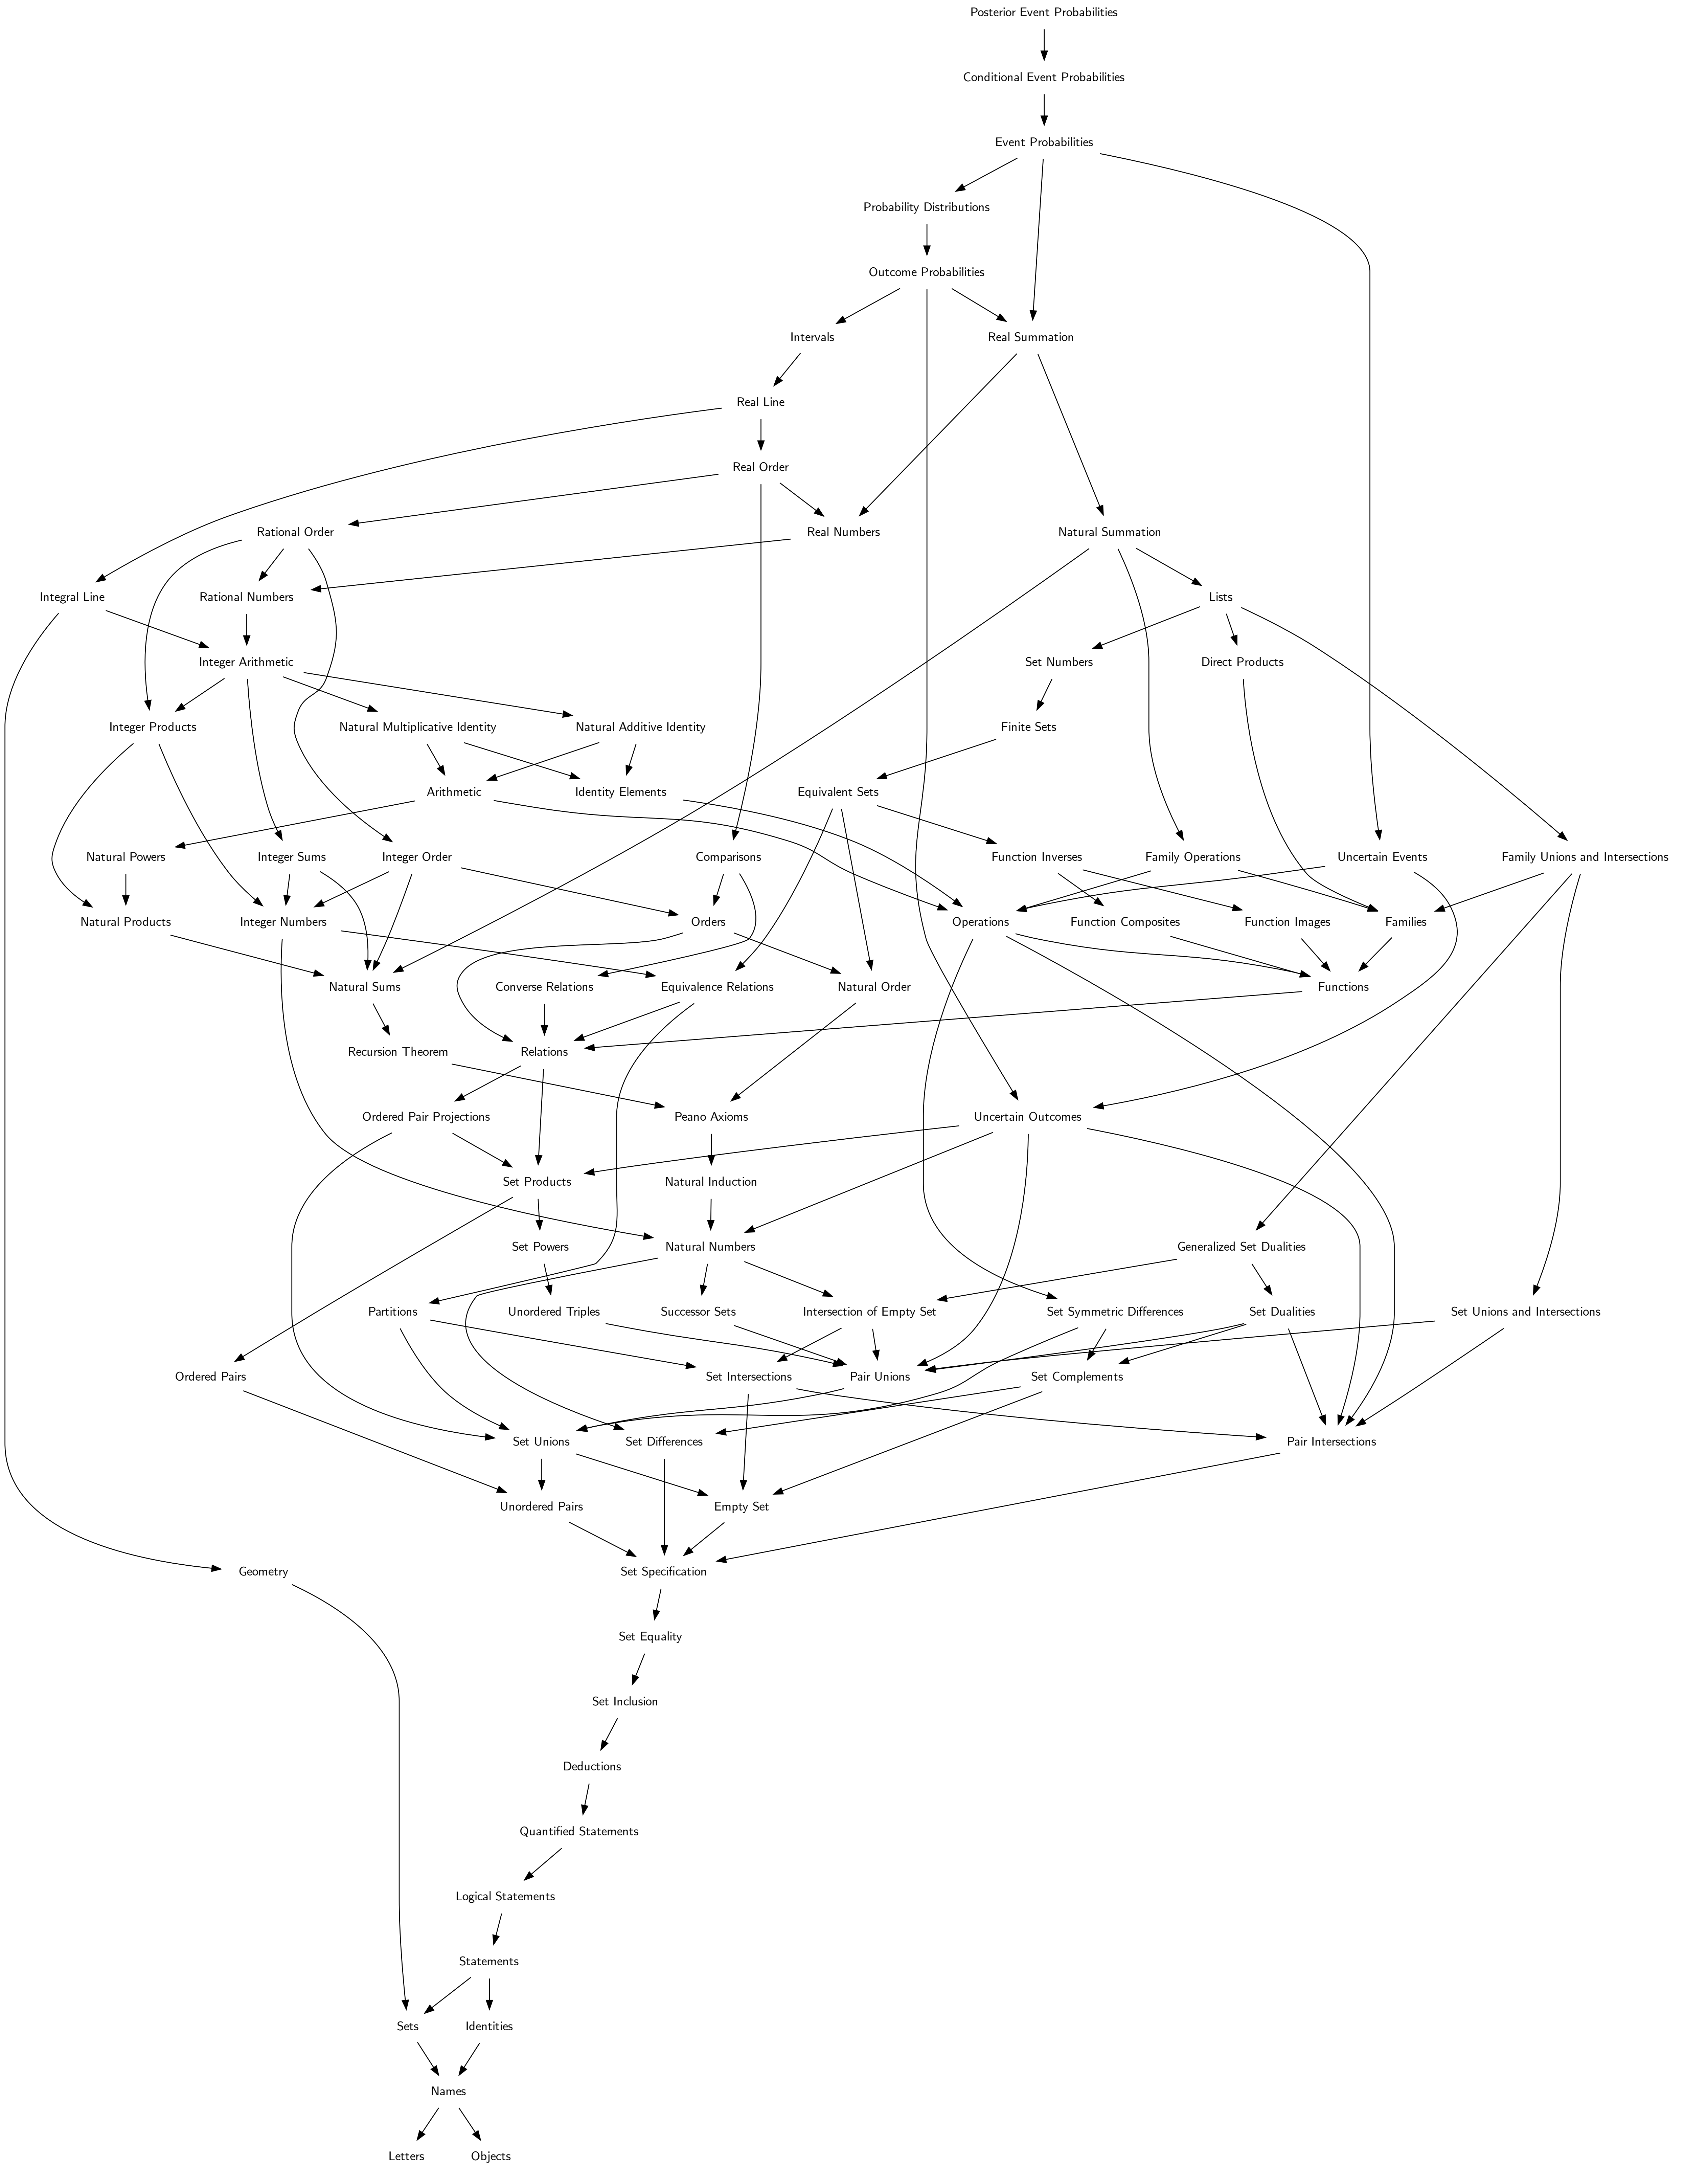 Posterior Event Probabilities
Conditional Event Probabilities
Event Probabilities
Probability Distributions
Outcome Probabilities
Intervals
Real Summation
Real Line
Real Order
Rational Order
Real Numbers
Natural Summation
Integral Line
Rational Numbers
Lists
Integer Arithmetic
Set Numbers
Direct Products
Integer Products
Natural Multiplicative Identity
Natural Additive Identity
Finite Sets
Arithmetic
Identity Elements
Equivalent Sets
Natural Powers
Integer Sums
Integer Order
Comparisons
Function Inverses
Family Operations
Uncertain Events
Family Unions and Intersections
Natural Products
Integer Numbers
Orders
Operations
Function Composites
Function Images
Families
Natural Sums
Converse Relations
Equivalence Relations
Natural Order
Functions
Recursion Theorem
Relations
Ordered Pair Projections
Peano Axioms
Uncertain Outcomes
Set Products
Natural Induction
Set Powers
Natural Numbers
Generalized Set Dualities
Partitions
Unordered Triples
Successor Sets
Intersection of Empty Set
Set Symmetric Differences
Set Dualities
Set Unions and Intersections
Ordered Pairs
Set Intersections
Pair Unions
Set Complements
Set Unions
Set Differences
Pair Intersections
Unordered Pairs
Empty Set
Geometry
Set Specification
Set Equality
Set Inclusion
Deductions
Quantified Statements
Logical Statements
Statements
Sets
Identities
Names
Letters
Objects